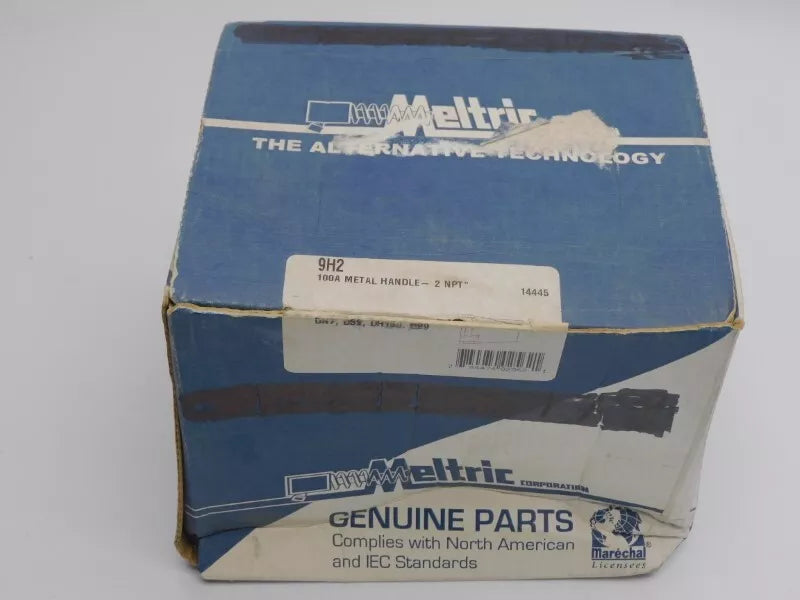 Meltric
THE ALTERNATIVE TECHNOLOGY
9H2
100A METAL HANDLE- 2 NPT"
14445
Meltric CORPORATION
GENUINE PARTS
Complies with North American
and IEC Standards
Maréchal®
Licensees